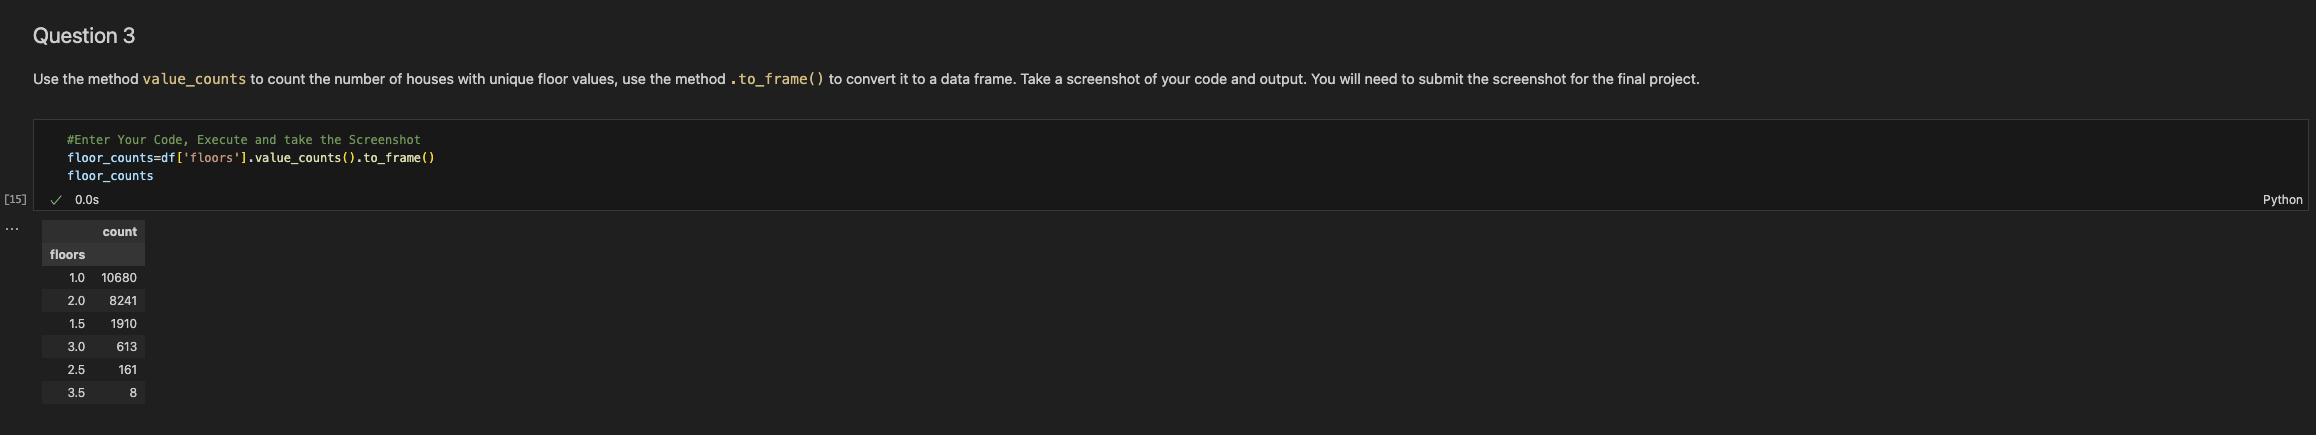 Question 3
Use the method value_counts to count the number of houses with unique floor values, use the method .to_frame() to convert it to a data frame. Take a screenshot of your code and output. You will need to submit the screenshot for the final project.
#Enter Your Code, Execute and take the Screenshot
floor_counts=df['floors'].value_counts().to_frame()
floor_counts
[15] ✓ 0.0s Python
...
count
floors
1.0 10680
2.0 8241
1.5 1910
3.0 613
2.5 161
3.5 8